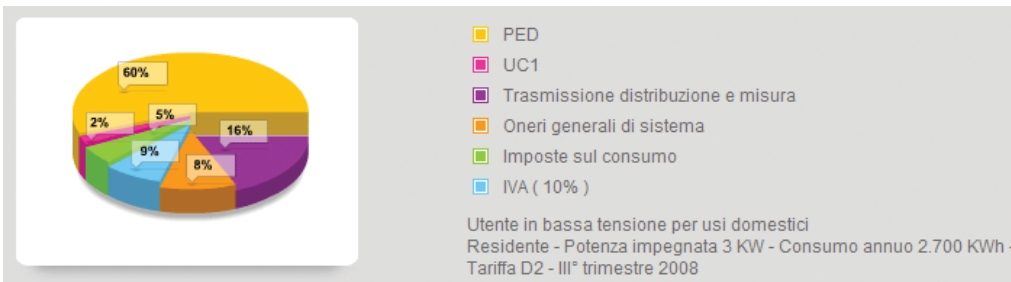 60%
5%
2%
16%
9%
8%
PED
UC1
Trasmissione distribuzione e misura
Oneri generali di sistema
Imposte sul consumo
IVA ( 10% )
Utente in bassa tensione per usi domestici
Residente - Potenza impegnata 3 KW - Consumo annuo 2.700 KWh -
Tariffa D2 - III° trimestre 2008